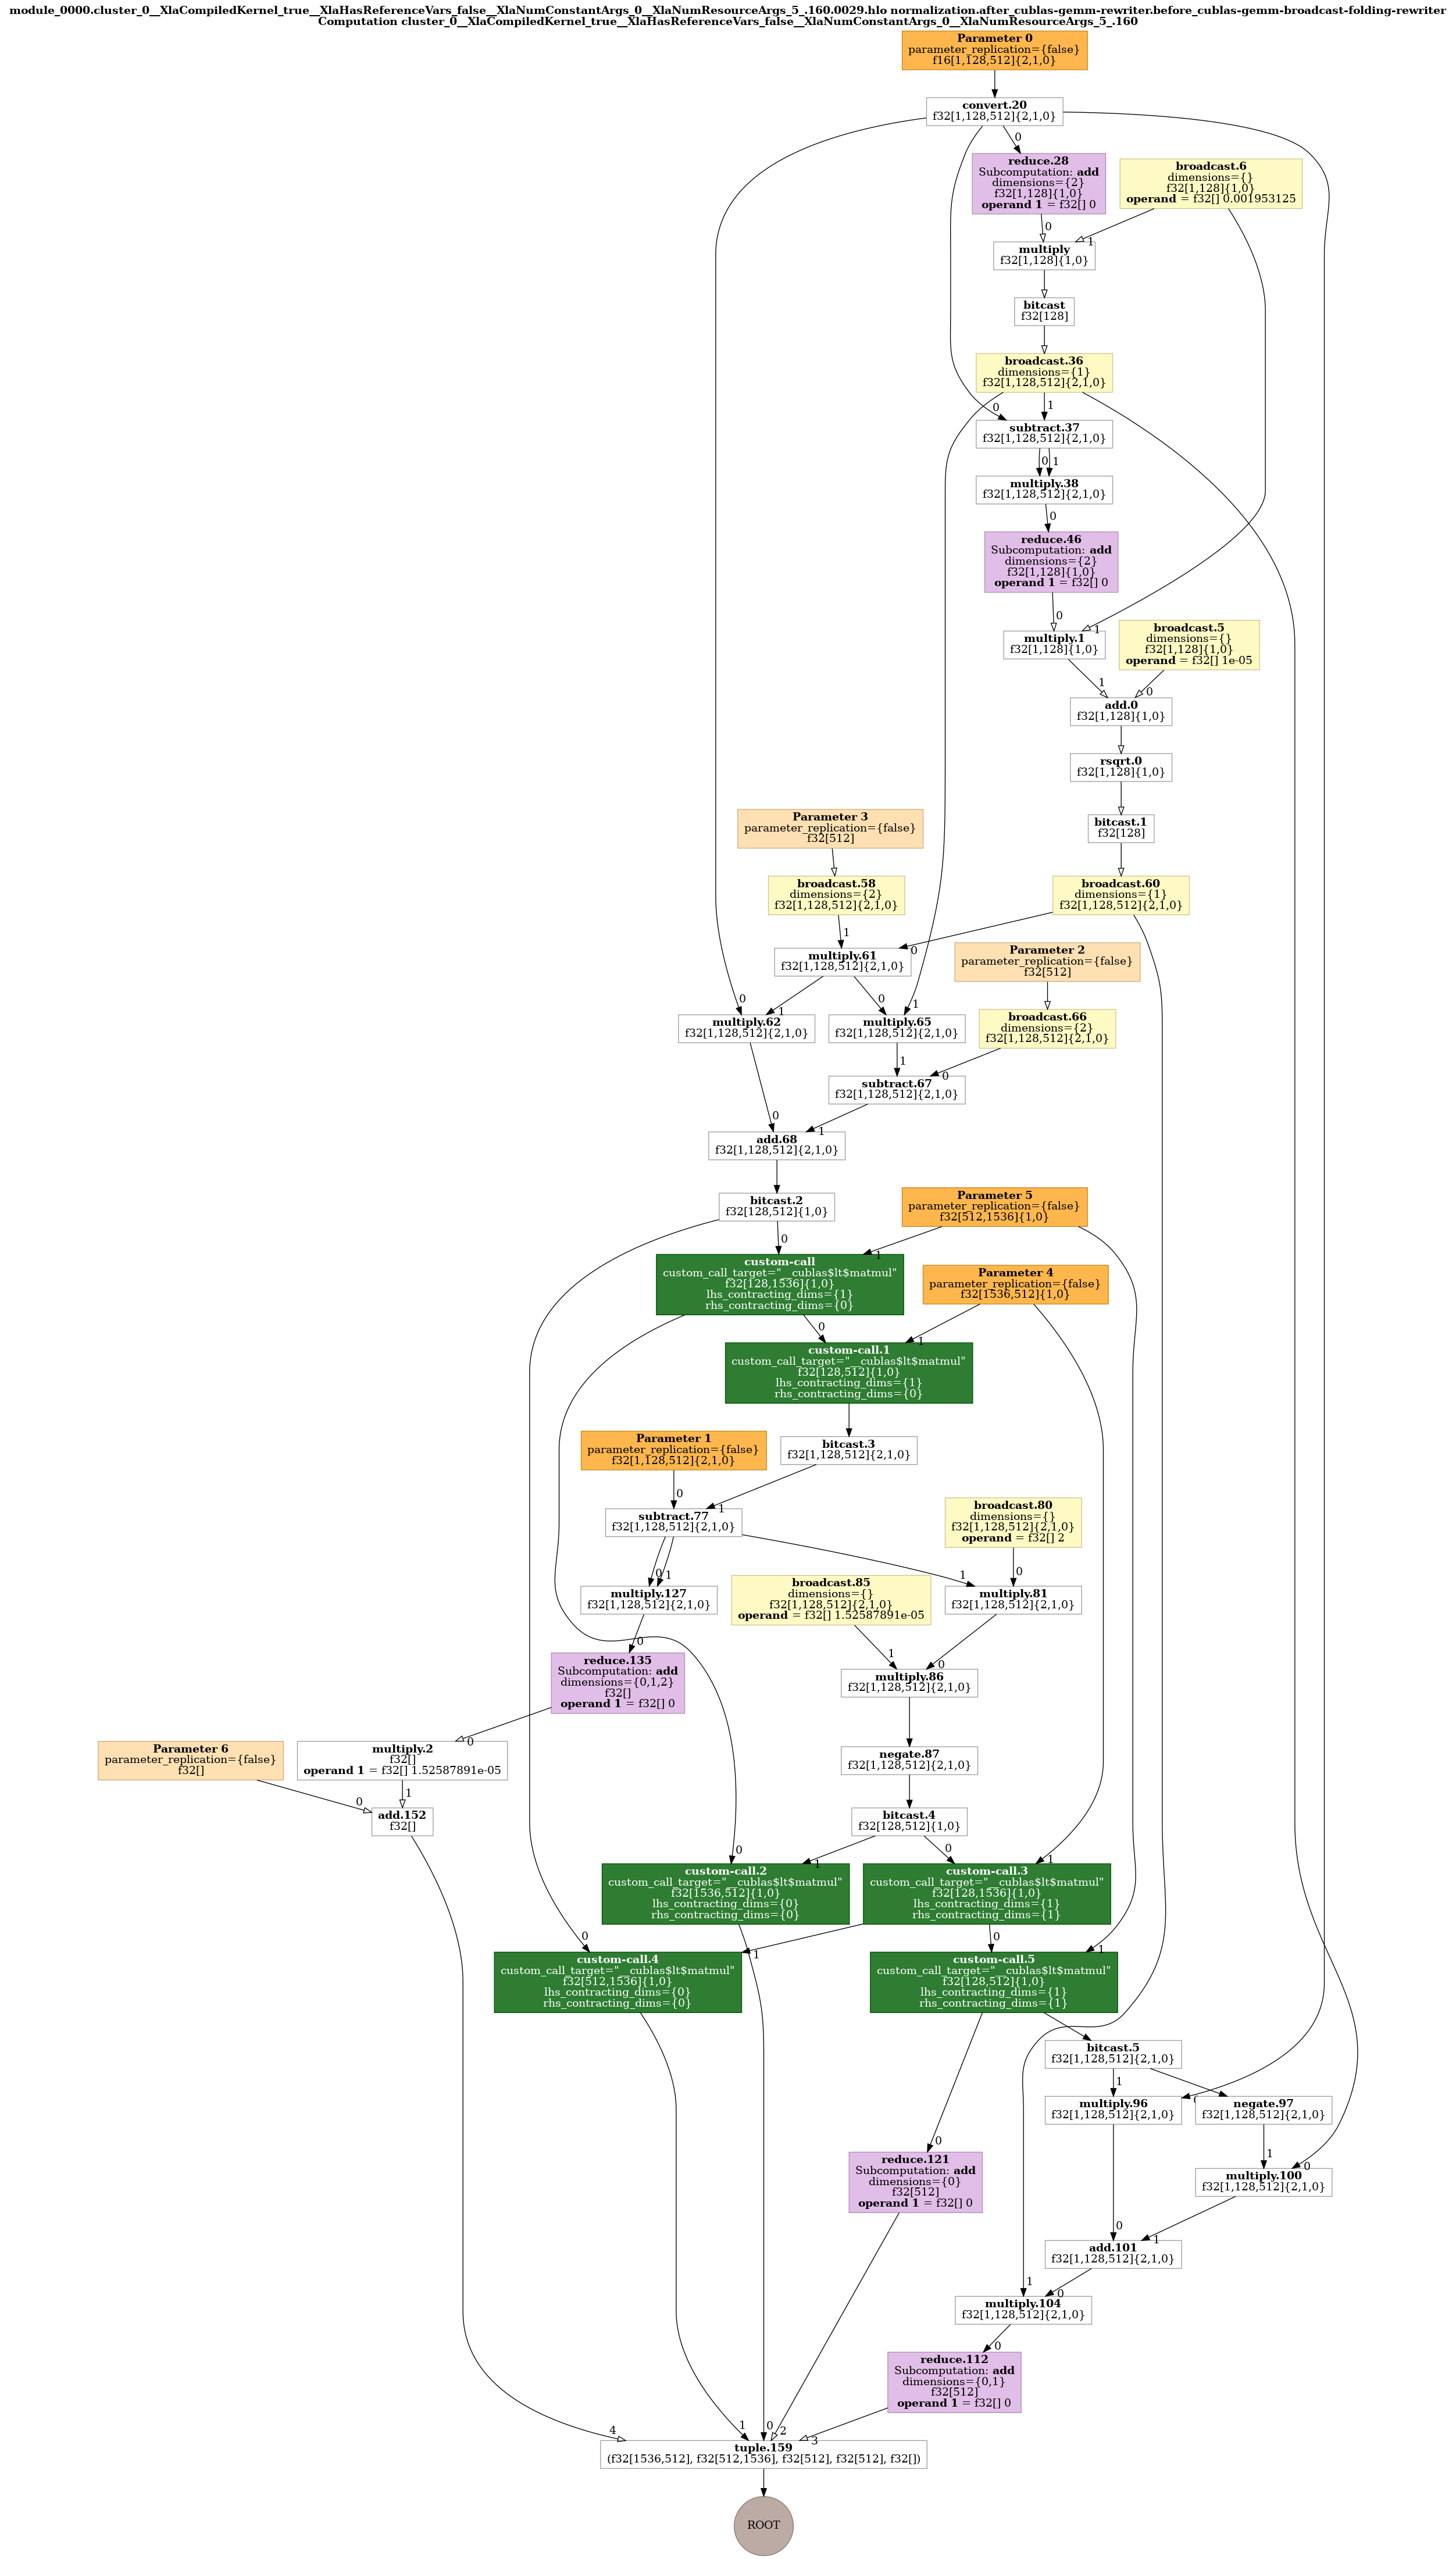 module_0000.cluster_0__XlaCompiledKernel_true__XlaHasReferenceVars_false__XlaNumConstantArgs_0__XlaNumResourceArgs_5_.160.0029.hlo normalization.after_cublas-gemm-rewriter.before_cublas-gemm-broadcast-folding-rewriter
Computation cluster_0__XlaCompiledKernel_true__XlaHasReferenceVars_false__XlaNumConstantArgs_0__XlaNumResourceArgs_5_.160
Parameter 0
parameter_replication={false}
f16[1,128,512]{2,1,0}
convert.20
f32[1,128,512]{2,1,0}
0
reduce.28
Subcomputation: add
dimensions={2}
f32[1,128]{1,0}
operand 1 = f32[] 0
broadcast.6
dimensions={}
f32[1,128]{1,0}
operand = f32[] 0.001953125
0
1
multiply
f32[1,128]{1,0}
bitcast
f32[128]
broadcast.36
dimensions={1}
f32[1,128,512]{2,1,0}
0
1
subtract.37
f32[1,128,512]{2,1,0}
0
1
multiply.38
f32[1,128,512]{2,1,0}
0
reduce.46
Subcomputation: add
dimensions={2}
f32[1,128]{1,0}
operand 1 = f32[] 0
0
1
multiply.1
f32[1,128]{1,0}
broadcast.5
dimensions={}
f32[1,128]{1,0}
operand = f32[] 1e-05
1
0
add.0
f32[1,128]{1,0}
rsqrt.0
f32[1,128]{1,0}
bitcast.1
f32[128]
Parameter 3
parameter_replication={false}
f32[512]
broadcast.58
dimensions={2}
f32[1,128,512]{2,1,0}
broadcast.60
dimensions={1}
f32[1,128,512]{2,1,0}
1
0
multiply.61
f32[1,128,512]{2,1,0}
Parameter 2
parameter_replication={false}
f32[512]
0
1
0
1
multiply.62
f32[1,128,512]{2,1,0}
multiply.65
f32[1,128,512]{2,1,0}
broadcast.66
dimensions={2}
f32[1,128,512]{2,1,0}
1
0
subtract.67
f32[1,128,512]{2,1,0}
0
1
add.68
f32[1,128,512]{2,1,0}
bitcast.2
f32[128,512]{1,0}
Parameter 5
parameter_replication={false}
f32[512,1536]{1,0}
0
1
custom-call
custom_call_target="__cublas$lt$matmul"
f32[128,1536]{1,0}
lhs_contracting_dims={1}
rhs_contracting_dims={0}
Parameter 4
parameter_replication={false}
f32[1536,512]{1,0}
0
1
custom-call.1
custom_call_target="__cublas$lt$matmul"
f32[128,512]{1,0}
lhs_contracting_dims={1}
rhs_contracting_dims={0}
Parameter 1
parameter_replication={false}
f32[1,128,512]{2,1,0}
bitcast.3
f32[1,128,512]{2,1,0}
0
1
subtract.77
f32[1,128,512]{2,1,0}
broadcast.80
dimensions={}
f32[1,128,512]{2,1,0}
operand = f32[] 2
0
1
1
0
multiply.127
f32[1,128,512]{2,1,0}
broadcast.85
dimensions={}
f32[1,128,512]{2,1,0}
operand = f32[] 1.52587891e-05
multiply.81
f32[1,128,512]{2,1,0}
0
1
0
reduce.135
Subcomputation: add
dimensions={0,1,2}
f32[]
operand 1 = f32[] 0
multiply.86
f32[1,128,512]{2,1,0}
0
Parameter 6
parameter_replication={false}
f32[]
multiply.2
f32[]
operand 1 = f32[] 1.52587891e-05
negate.87
f32[1,128,512]{2,1,0}
0
1
add.152
f32[]
bitcast.4
f32[128,512]{1,0}
0
1
0
1
custom-call.2
custom_call_target="__cublas$lt$matmul"
f32[1536,512]{1,0}
lhs_contracting_dims={0}
rhs_contracting_dims={0}
custom-call.3
custom_call_target="__cublas$lt$matmul"
f32[128,1536]{1,0}
lhs_contracting_dims={1}
rhs_contracting_dims={1}
0
1
0
1
custom-call.4
custom_call_target="__cublas$lt$matmul"
f32[512,1536]{1,0}
lhs_contracting_dims={0}
rhs_contracting_dims={0}
custom-call.5
custom_call_target="__cublas$lt$matmul"
f32[128,512]{1,0}
lhs_contracting_dims={1}
rhs_contracting_dims={1}
bitcast.5
f32[1,128,512]{2,1,0}
1
multiply.96
f32[1,128,512]{2,1,0}
negate.97
f32[1,128,512]{2,1,0}
0
1
0
reduce.121
Subcomputation: add
dimensions={0}
f32[512]
operand 1 = f32[] 0
multiply.100
f32[1,128,512]{2,1,0}
0
1
add.101
f32[1,128,512]{2,1,0}
1
0
multiply.104
f32[1,128,512]{2,1,0}
0
reduce.112
Subcomputation: add
dimensions={0,1}
f32[512]
operand 1 = f32[] 0
4
1
0
2
3
tuple.159
(f32[1536,512], f32[512,1536], f32[512], f32[512], f32[])
ROOT